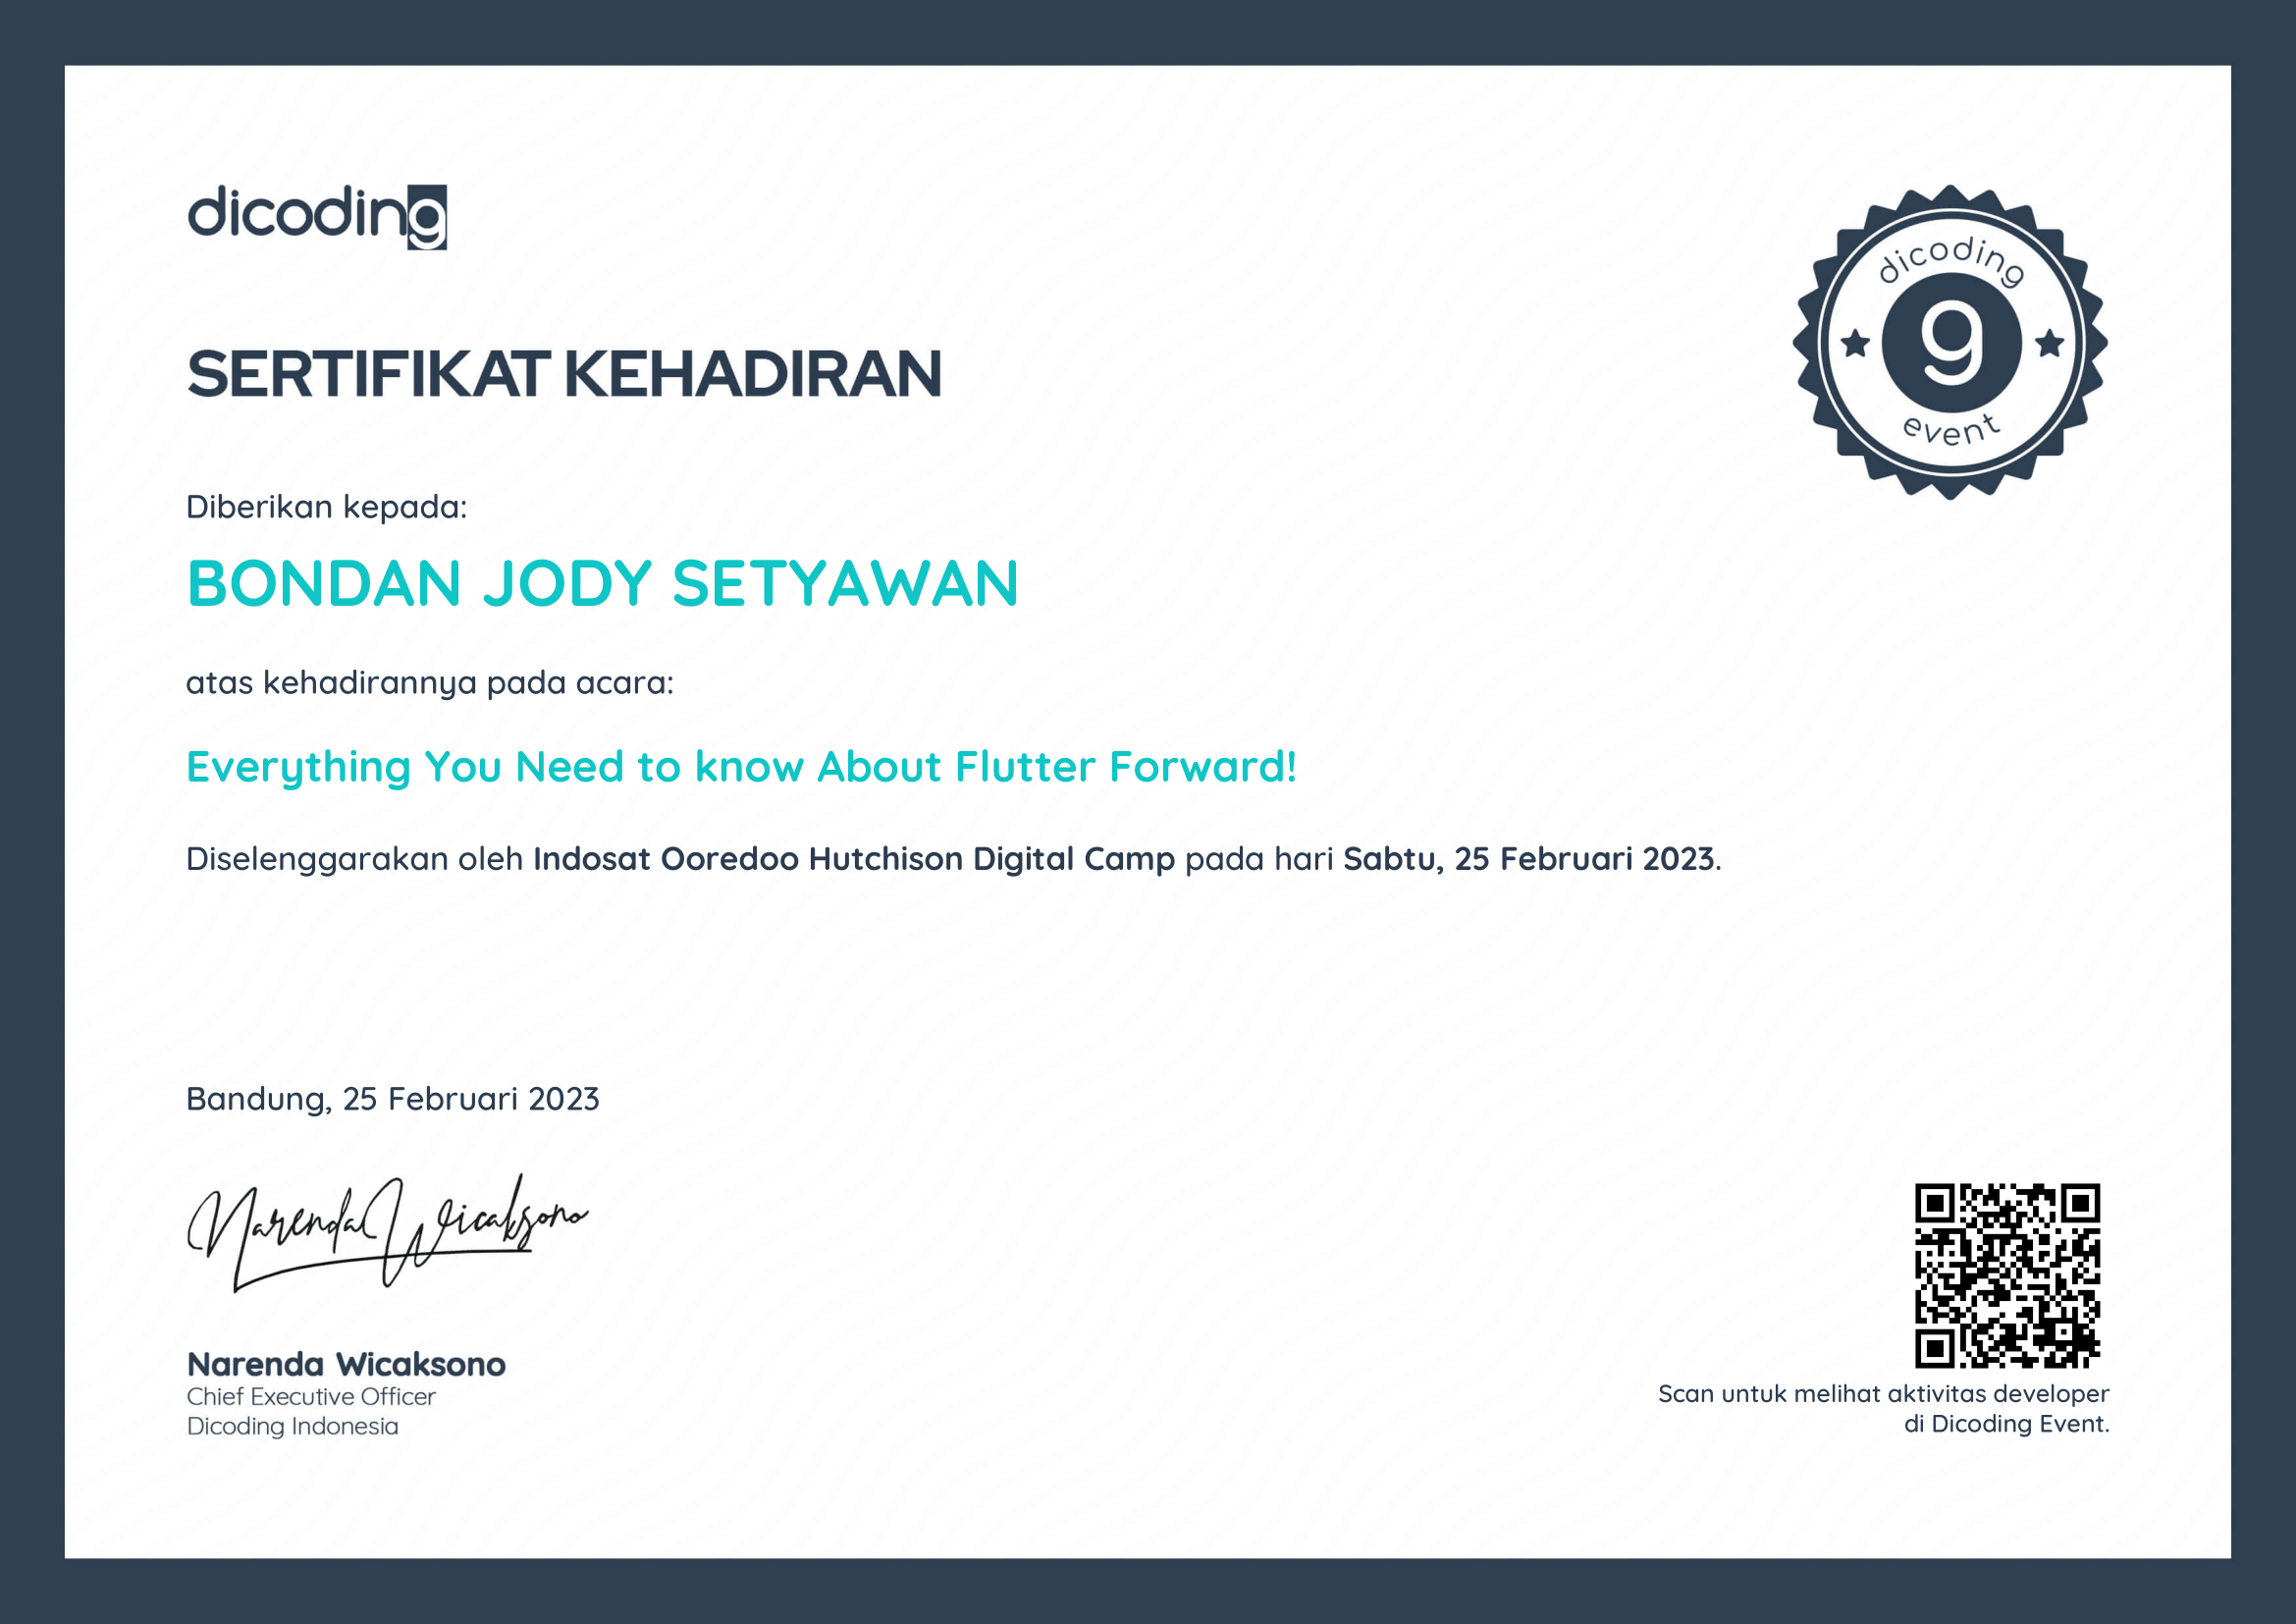 dicoding
SERTIFIKAT KEHADIRAN
dicoding
g
event
Diberikan kepada:
BONDAN JODY SETYAWAN
atas kehadirannya pada acara:
Everything You Need to know About Flutter Forward!
Diselenggarakan oleh Indosat Ooredoo Hutchison Digital Camp pada hari Sabtu, 25 Februari 2023.
Bandung, 25 Februari 2023
Narenda Wicaksono
Narenda Wicaksono
Chief Executive Officer
Dicoding Indonesia
Scan untuk melihat aktivitas developer
di Dicoding Event.